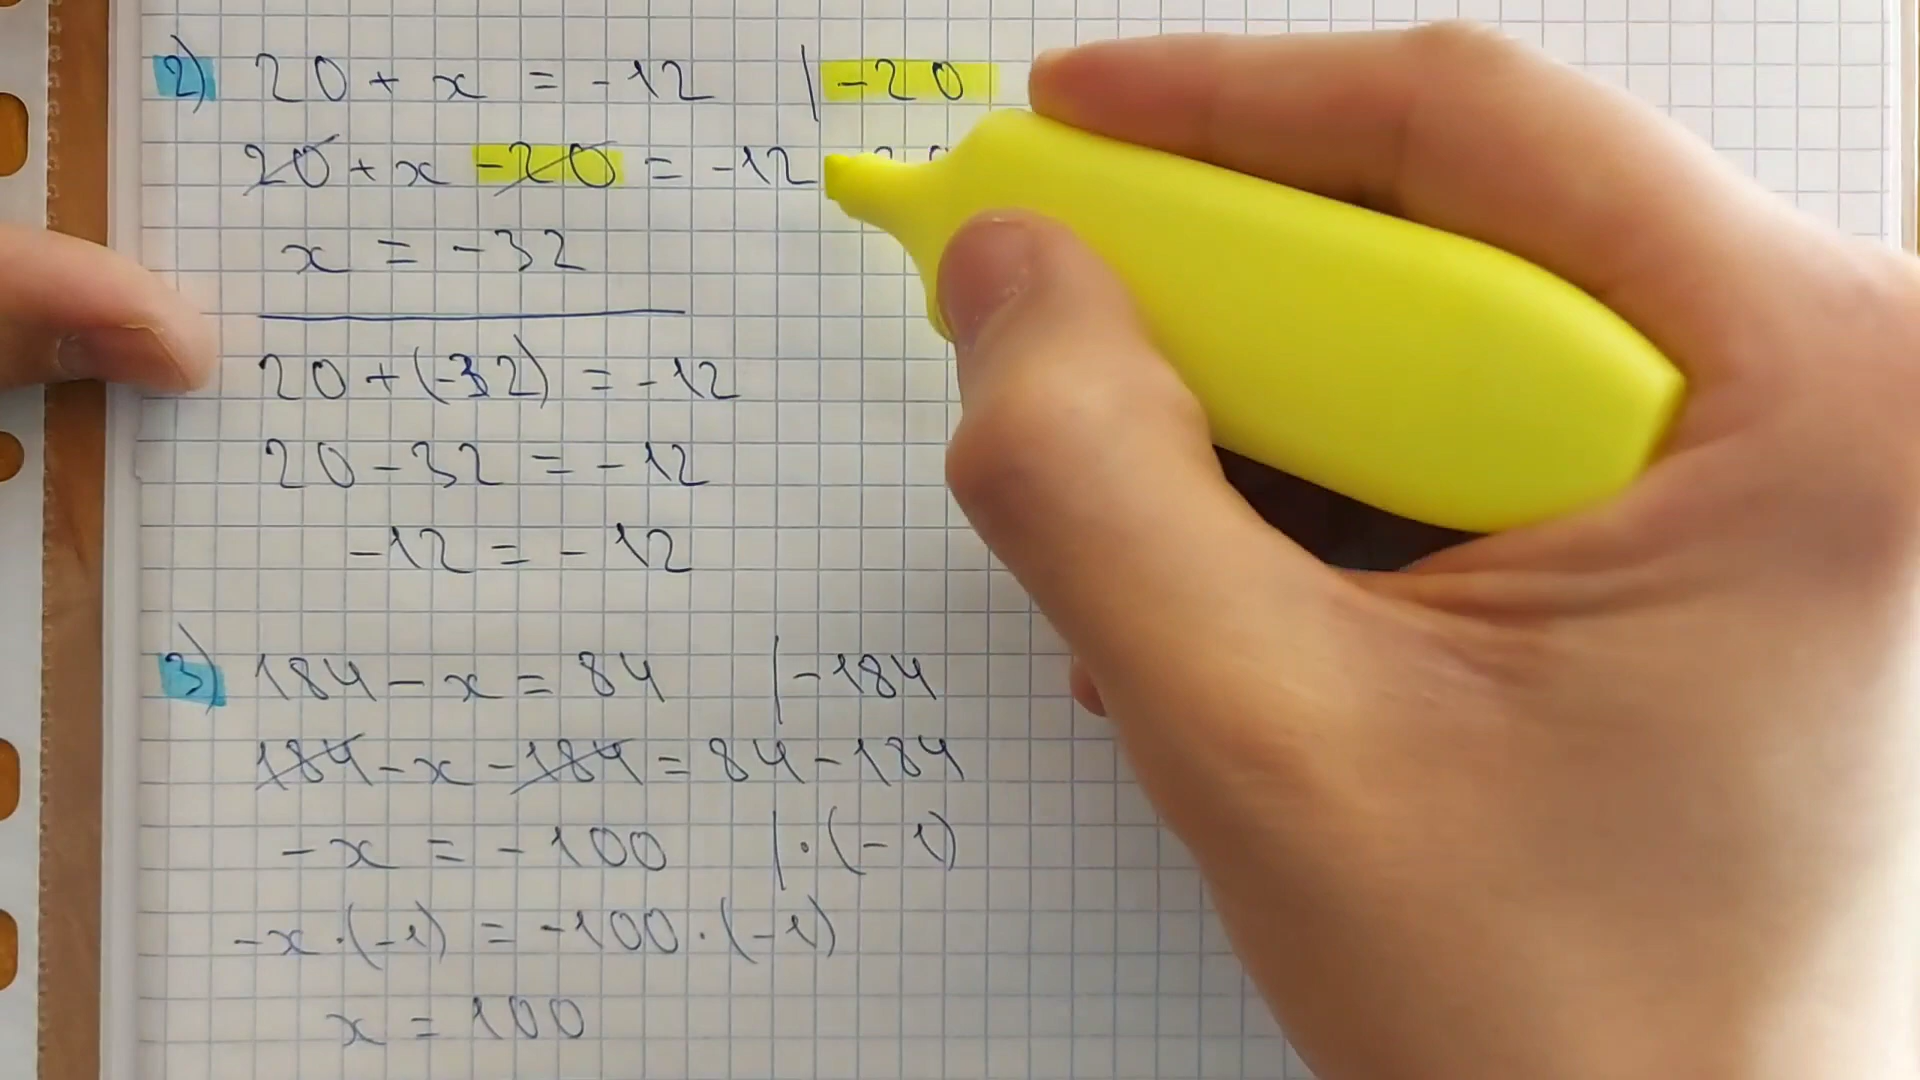 2) 20 + x = -12 | -20
20 + x - 20 = -12 - 20
x = -32
20 + (-32) = -12
20 - 32 = -12
-12 = -12
3) 184 - x = 84 | -184
184 - x - 184 = 84 - 184
-x = -100 | · (-1)
-x · (-1) = -100 · (-1)
x = 100